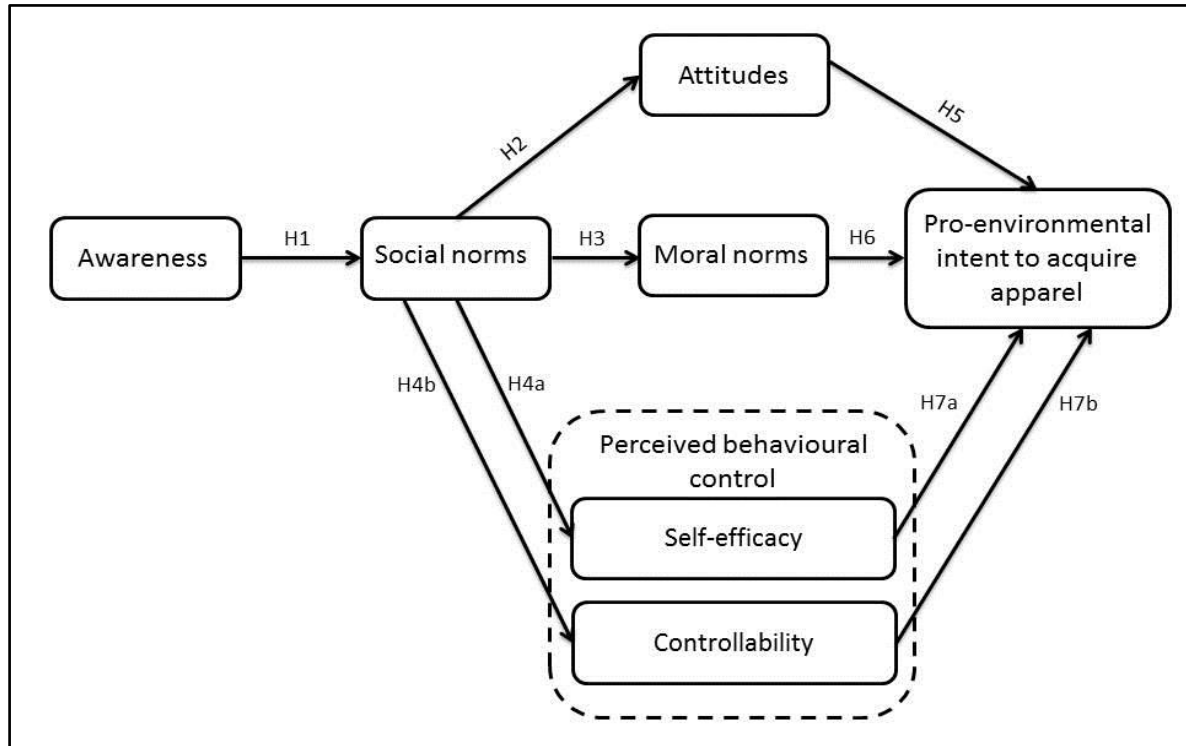 Attitudes
H2
H5
Awareness
H1
Social norms
H3
Moral norms
H6
Pro-environmental
intent to acquire
apparel
H4b
H4a
H7a
H7b
Perceived behavioural
control
Self-efficacy
Controllability